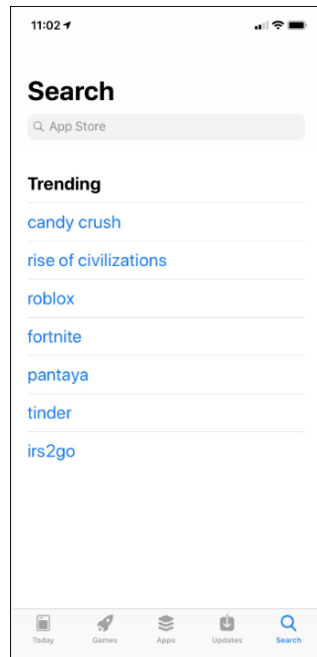 11:02
Search
App Store
Trending
candy crush
rise of civilizations
roblox
fortnite
pantaya
tinder
irs2go
Today Games Apps Updates Search